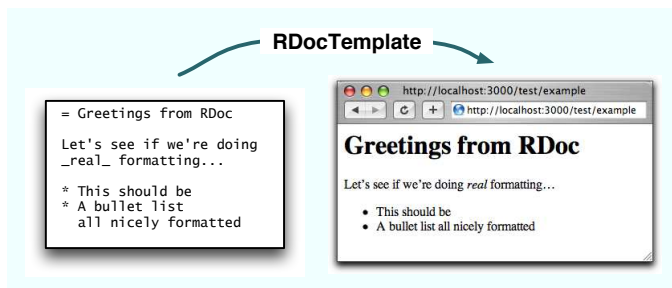 RDocTemplate
= Greetings from RDoc
Let's see if we're doing
_real_ formatting...
* This should be
* A bullet list
all nicely formatted
http://localhost:3000/test/example
http://localhost:3000/test/example
Greetings from RDoc
Let’s see if we’re doing real formatting…
• This should be
• A bullet list all nicely formatted